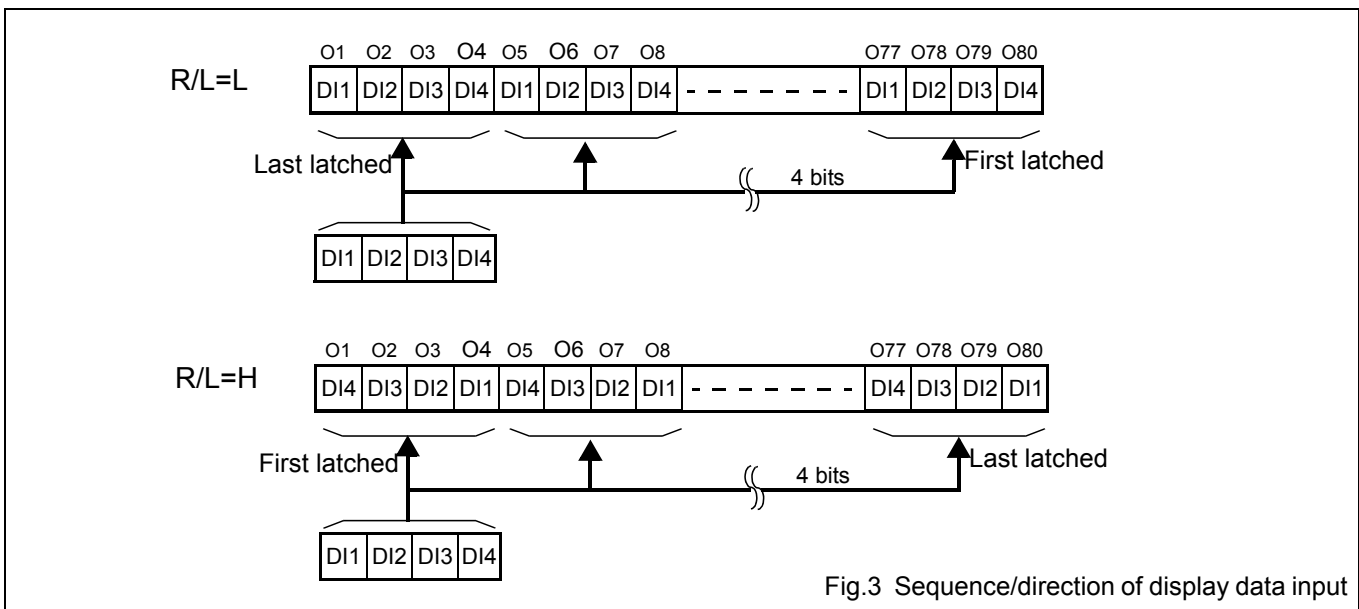 O1 O2 O3 O4 O5 O6 O7 O8 O77 O78 O79 O80
R/L=L DI1 DI2 DI3 DI4 DI1 DI2 DI3 DI4 DI1 DI2 DI3 DI4
Last latched First latched
4 bits
DI1 DI2 DI3 DI4
O1 O2 O3 O4 O5 O6 O7 O8 O77 O78 O79 O80
R/L=H DI4 DI3 DI2 DI1 DI4 DI3 DI2 DI1 DI4 DI3 DI2 DI1
First latched Last latched
4 bits
DI1 DI2 DI3 DI4
Fig.3 Sequence/direction of display data input